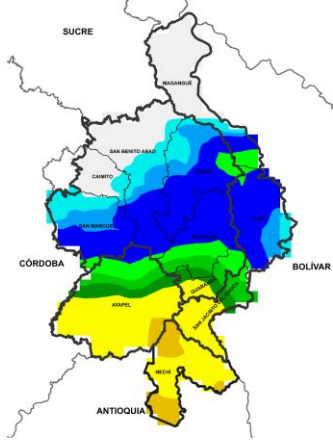 SUCRE
MAGANGUÉ
SAN BENITO ABAD
CAIMITO
SAN MARCOS
CÓRDOBA
BOLÍVAR
GUARANDA
AYAPEL
SAN JACINTO
NECHÍ
ANTIOQUIA